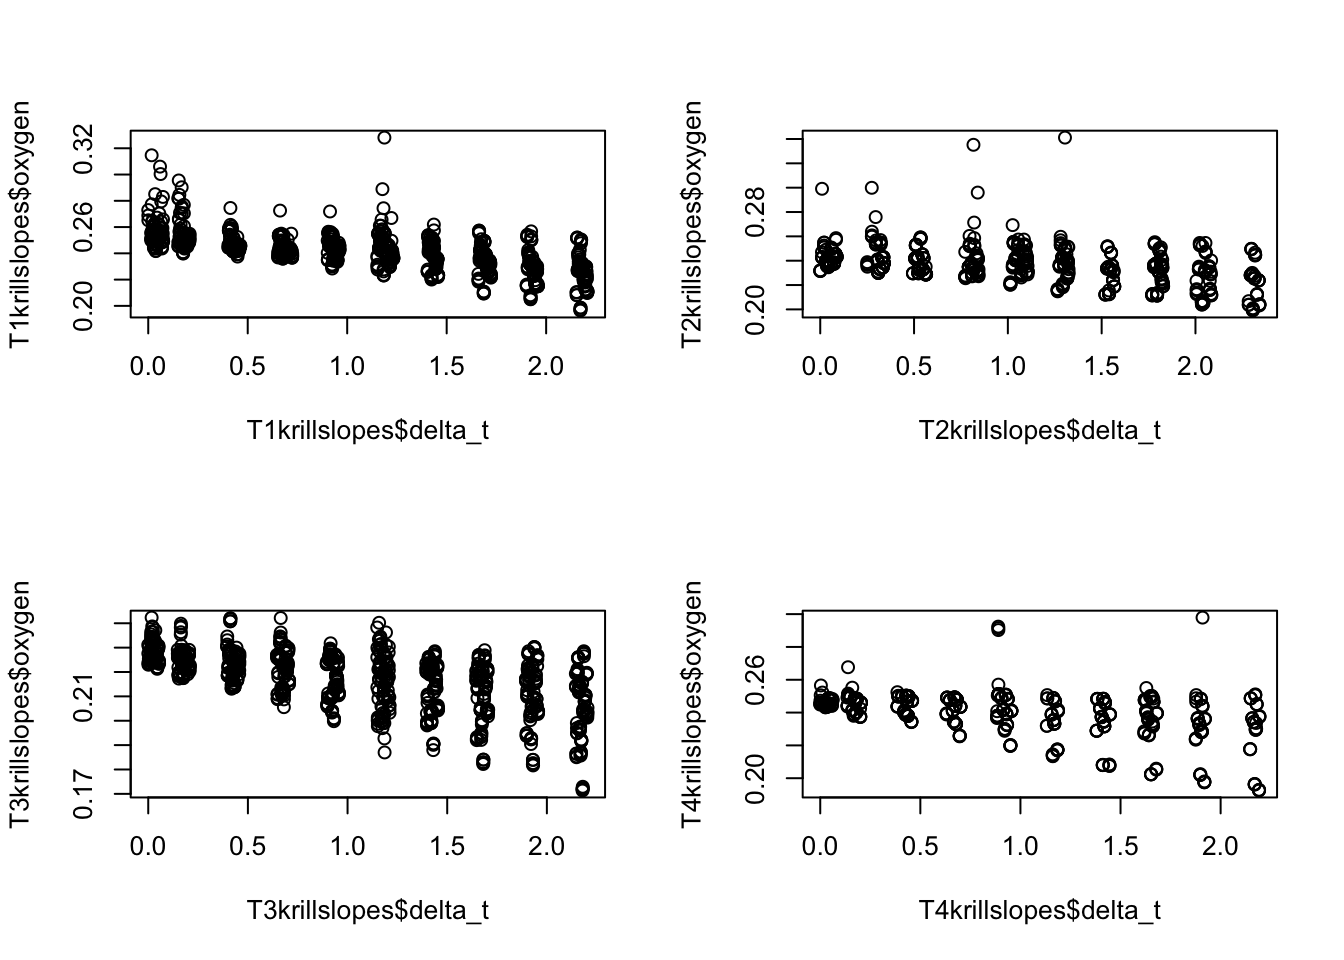 T1krillslopes$oxygen
0.20 0.26 0.32
0.0 0.5 1.0 1.5 2.0
T1krillslopes$delta_t
T2krillslopes$oxygen
0.20 0.28
0.0 0.5 1.0 1.5 2.0
T2krillslopes$delta_t
T3krillslopes$oxygen
0.17 0.21
0.0 0.5 1.0 1.5 2.0
T3krillslopes$delta_t
T4krillslopes$oxygen
0.20 0.26
0.0 0.5 1.0 1.5 2.0
T4krillslopes$delta_t